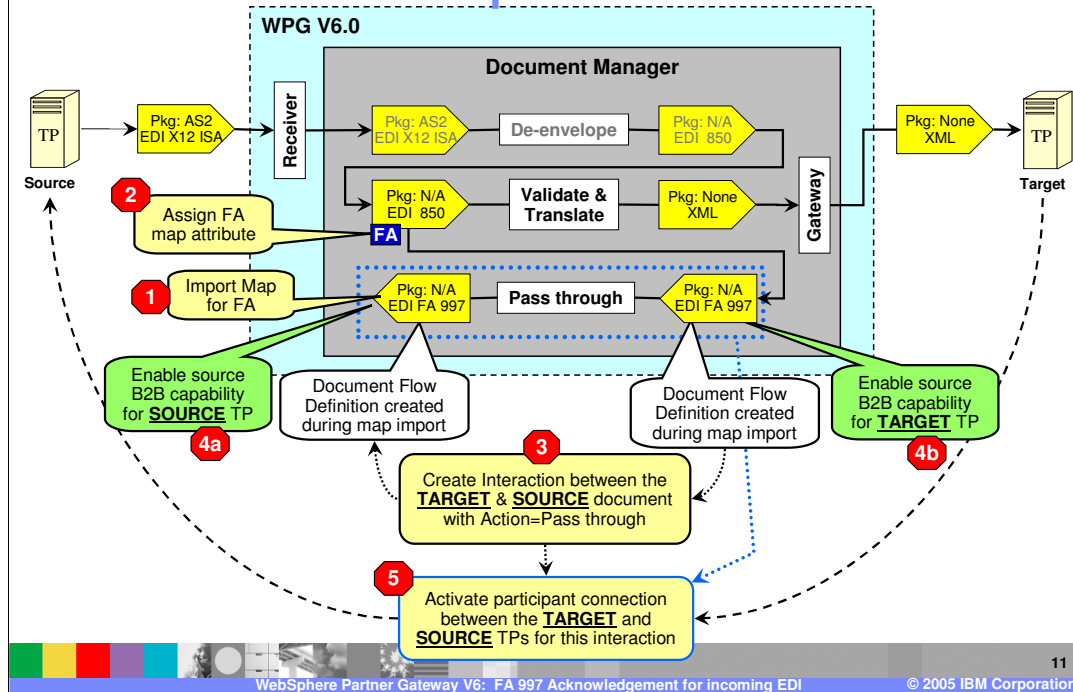 WPG V6.0
Document Manager
TP
Source
Pkg: AS2
EDI X12 ISA
Receiver
Pkg: AS2
EDI X12 ISA
De-envelope
Pkg: N/A
EDI 850
Pkg: None
XML
TP
Target
2
Assign FA
map attribute
Pkg: N/A
EDI 850
FA
Validate &
Translate
Pkg: None
XML
Gateway
1
Import Map
for FA
Pkg: N/A
EDI FA 997
Pass through
Pkg: N/A
EDI FA 997
Enable source
B2B capability
for SOURCE TP
4a
Document Flow
Definition created
during map import
Document Flow
Definition created
during map import
Enable source
B2B capability
for TARGET TP
4b
3
Create Interaction between the
TARGET & SOURCE document
with Action=Pass through
5
Activate participant connection
between the TARGET and
SOURCE TPs for this interaction
11
WebSphere Partner Gateway V6: FA 997 Acknowledgement for incoming EDI
© 2005 IBM Corporation